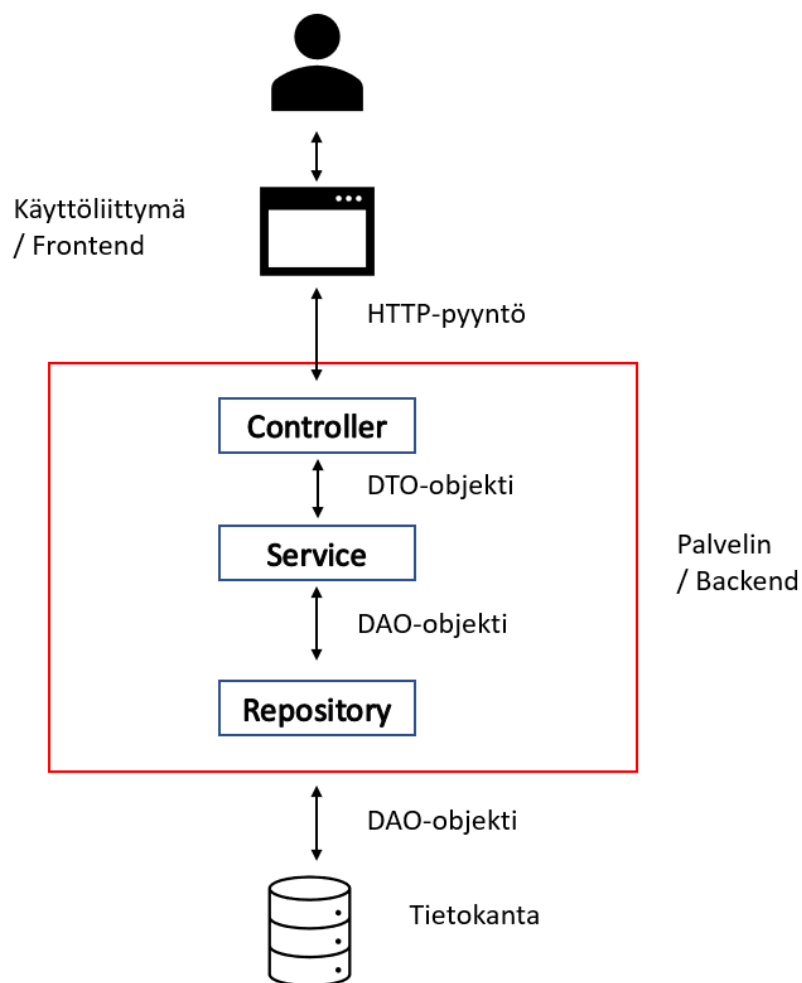 Käyttöliittymä
/ Frontend
HTTP-pyyntö
Controller
DTO-objekti
Service
Palvelin
/ Backend
DAO-objekti
Repository
DAO-objekti
Tietokanta